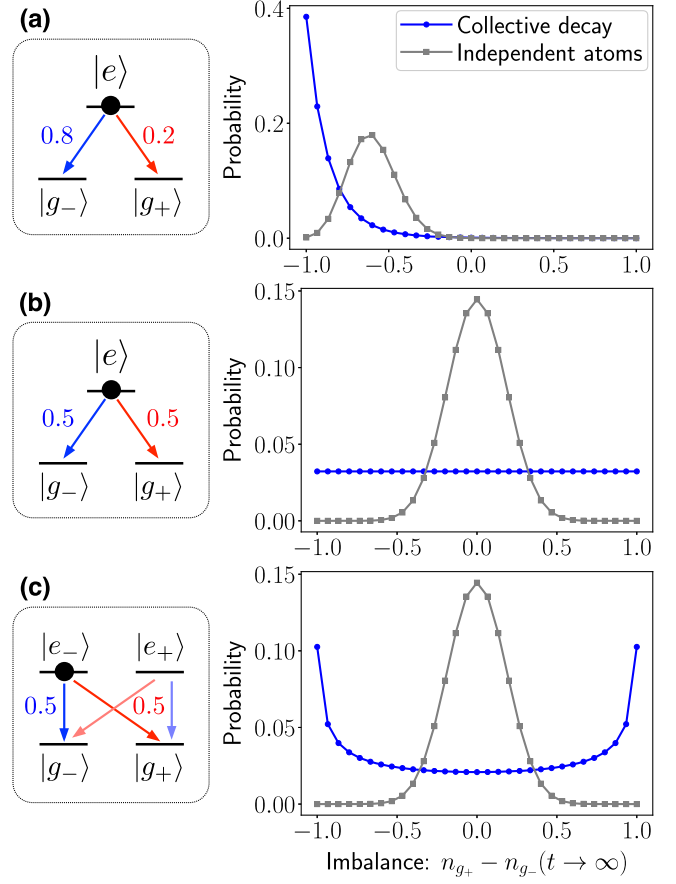 (a)
|e⟩
0.8
0.2
|g₋⟩
|g₊⟩
Probability
0.4
0.2
0.0
Collective decay
Independent atoms
−1.0
−0.5
0.0
0.5
1.0
(b)
|e⟩
0.5
0.5
|g₋⟩
|g₊⟩
Probability
0.15
0.10
0.05
0.00
−1.0
−0.5
0.0
0.5
1.0
(c)
|e₋⟩
|e₊⟩
0.5
0.5
|g₋⟩
|g₊⟩
Probability
0.15
0.10
0.05
0.00
−1.0
−0.5
0.0
0.5
1.0
Imbalance: n_{g₊} − n_{g₋}(t → ∞)